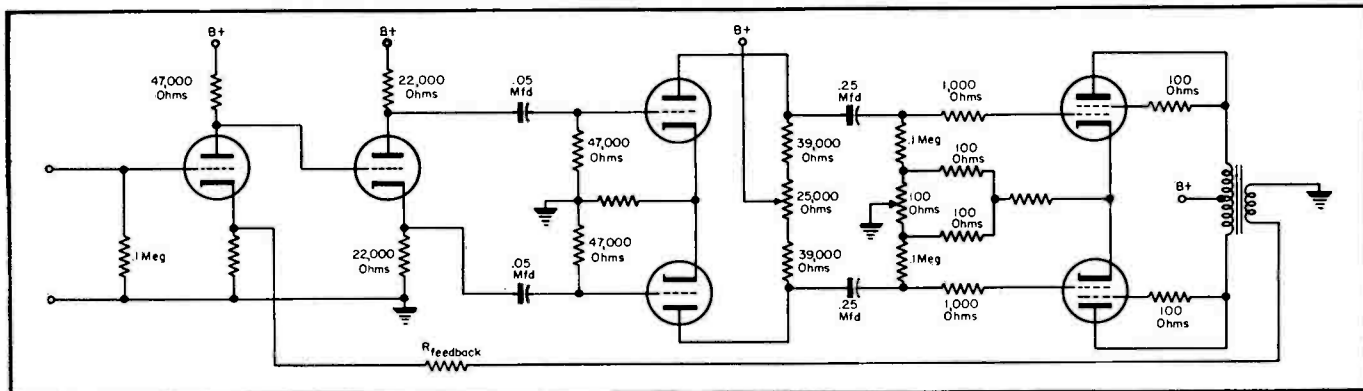 B+
47,000
Ohms
.1 Meg
B+
22,000
Ohms
22,000
Ohms
.05
Mfd
.05
Mfd
47,000
Ohms
47,000
Ohms
B+
39,000
Ohms
25,000
Ohms
39,000
Ohms
.25
Mfd
.25
Mfd
.1 Meg
100
Ohms
100
Ohms
100
Ohms
.1 Meg
1,000
Ohms
1,000
Ohms
100
Ohms
B+
100
Ohms
Rfeedback